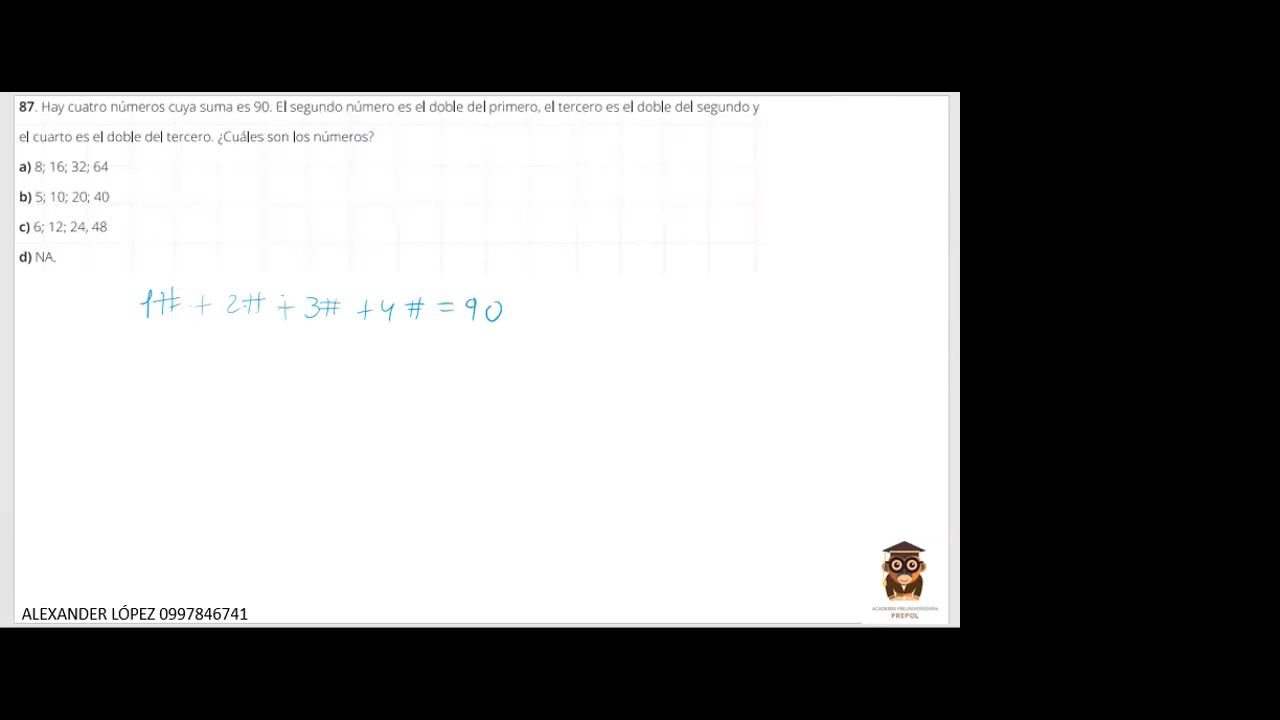 87. Hay cuatro números cuya suma es 90. El segundo número es el doble del primero, el tercero es el doble del segundo y
el cuarto es el doble del tercero. ¿Cuáles son los números?
a) 8; 16; 32; 64
b) 5; 10; 20; 40
c) 6; 12; 24, 48
d) NA.
1# + 2# + 3# + 4# = 90
ACADEMIA PREUNIVERSITARIA
PREPOL
ALEXANDER LÓPEZ 0997846741